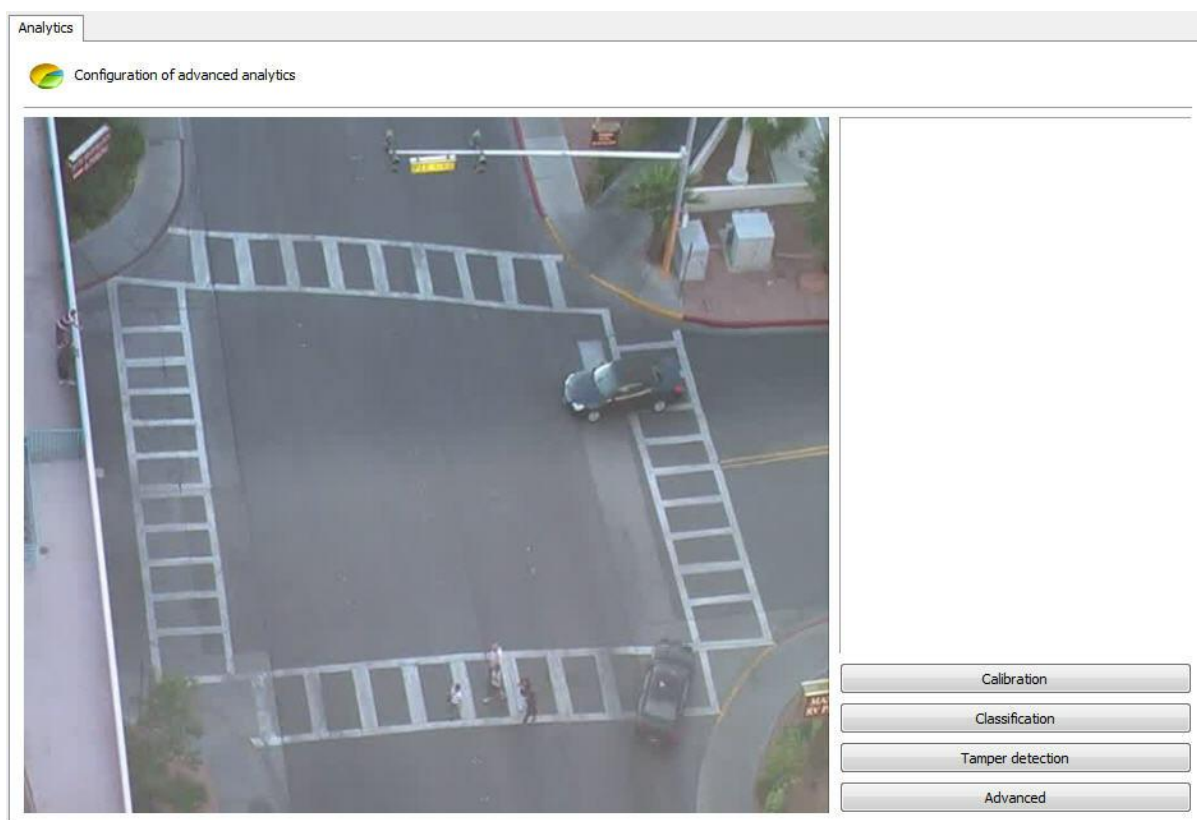 Analytics
Configuration of advanced analytics
Calibration
Classification
Tamper detection
Advanced